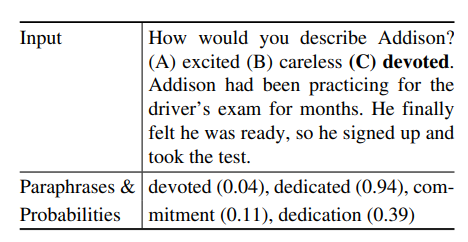 Input How would you describe Addison?
(A) excited (B) careless (C) devoted.
Addison had been practicing for the
driver's exam for months. He finally
felt he was ready, so he signed up and
took the test.
Paraphrases & devoted (0.04), dedicated (0.94), com-
Probabilities mitment (0.11), dedication (0.39)